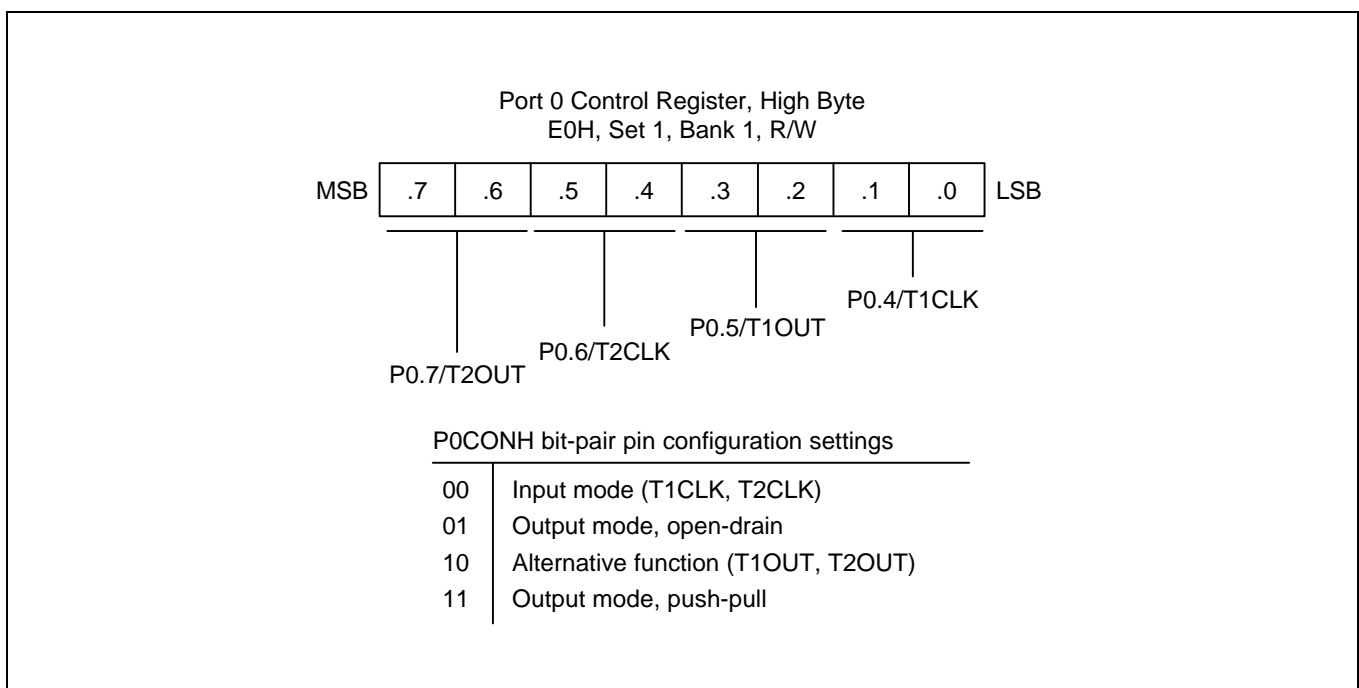 Port 0 Control Register, High Byte
E0H, Set 1, Bank 1, R/W
MSB .7 .6 .5 .4 .3 .2 .1 .0 LSB
P0.4/T1CLK
P0.5/T1OUT
P0.6/T2CLK
P0.7/T2OUT
P0CONH bit-pair pin configuration settings
00 Input mode (T1CLK, T2CLK)
01 Output mode, open-drain
10 Alternative function (T1OUT, T2OUT)
11 Output mode, push-pull